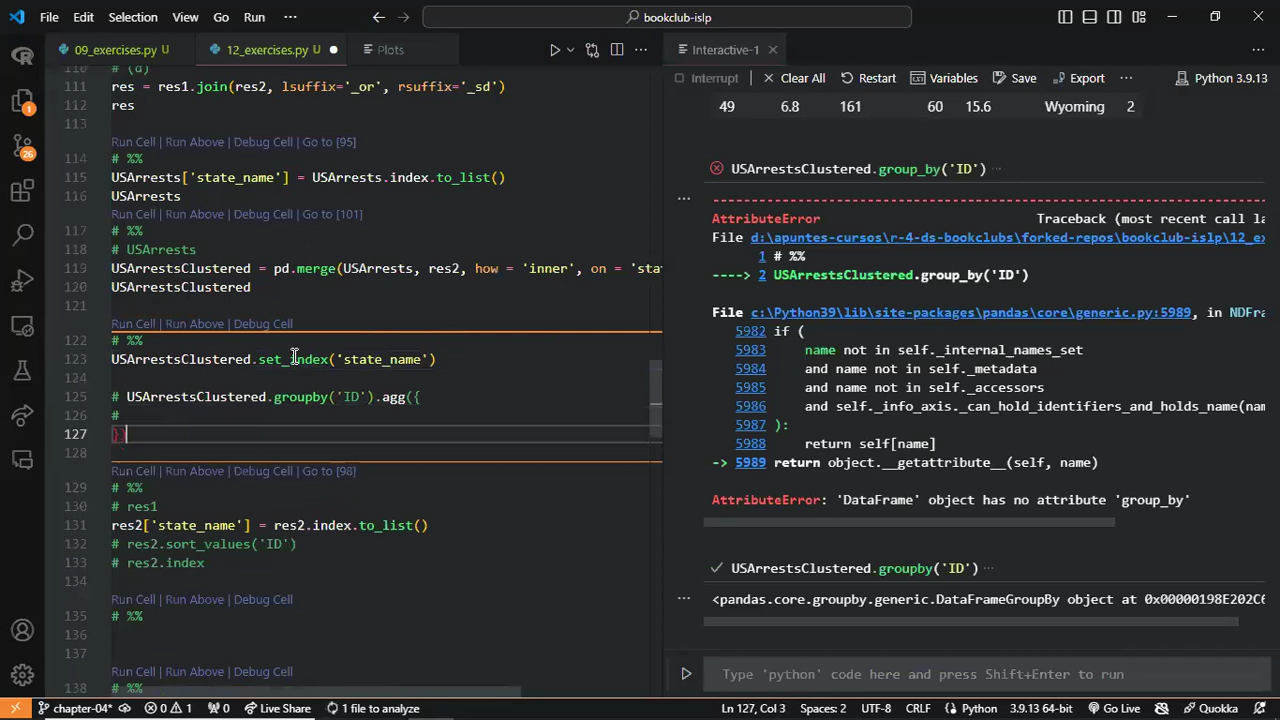 File Edit Selection View Go Run ··· bookclub-islp
09_exercises.py 12_exercises.py Plots Interactive-1
Interrupt Clear All Restart Variables Save Export ··· Python 3.9.13
110 # (d)
111 res = res1.join(res2, lsuffix='_or', rsuffix='_sd')
112 res
113
Run Cell | Run Above | Debug Cell | Go to [95]
114 # %%
115 USArrests['state_name'] = USArrests.index.to_list()
116 USArrests
Run Cell | Run Above | Debug Cell | Go to [101]
117 # %%
118 # USArrests
119 USArrestsClustered = pd.merge(USArrests, res2, how = 'inner', on = 'sta
120 USArrestsClustered
121
Run Cell | Run Above | Debug Cell
122 # %%
123 USArrestsClustered.set_index('state_name')
124
125 # USArrestsClustered.groupby('ID').agg({
126 #
127 })
128
Run Cell | Run Above | Debug Cell | Go to [98]
129 # %%
130 # res1
131 res2['state_name'] = res2.index.to_list()
132 # res2.sort_values('ID')
133 # res2.index
134
Run Cell | Run Above | Debug Cell
135 # %%
136
137
Run Cell | Run Above | Debug Cell
138 # %%
49 6.8 161 60 15.6 Wyoming 2
USArrestsClustered.group_by('ID') ···
AttributeError Traceback (most recent call la
File d:\apuntes-cursos\r-4-ds-bookclubs\forked-repos\bookclub-islp\12_ex
1 # %%
----> 2 USArrestsClustered.group_by('ID')
File c:\Python39\lib\site-packages\pandas\core\generic.py:5989, in NDFra
5982 if (
5983 name not in self._internal_names_set
5984 and name not in self._metadata
5985 and name not in self._accessors
5986 and self._info_axis._can_hold_identifiers_and_holds_name(nam
5987 ):
5988 return self[name]
-> 5989 return object.__getattribute__(self, name)
AttributeError: 'DataFrame' object has no attribute 'group_by'
USArrestsClustered.groupby('ID') ···
<pandas.core.groupby.generic.DataFrameGroupBy object at 0x00000198E202C6
Type 'python' code here and press Shift+Enter to run
chapter-04* 0 1 0 Live Share 1 file to analyze Ln 127, Col 3 Spaces: 2 UTF-8 CRLF Python 3.9.13 64-bit Go Live Quokka